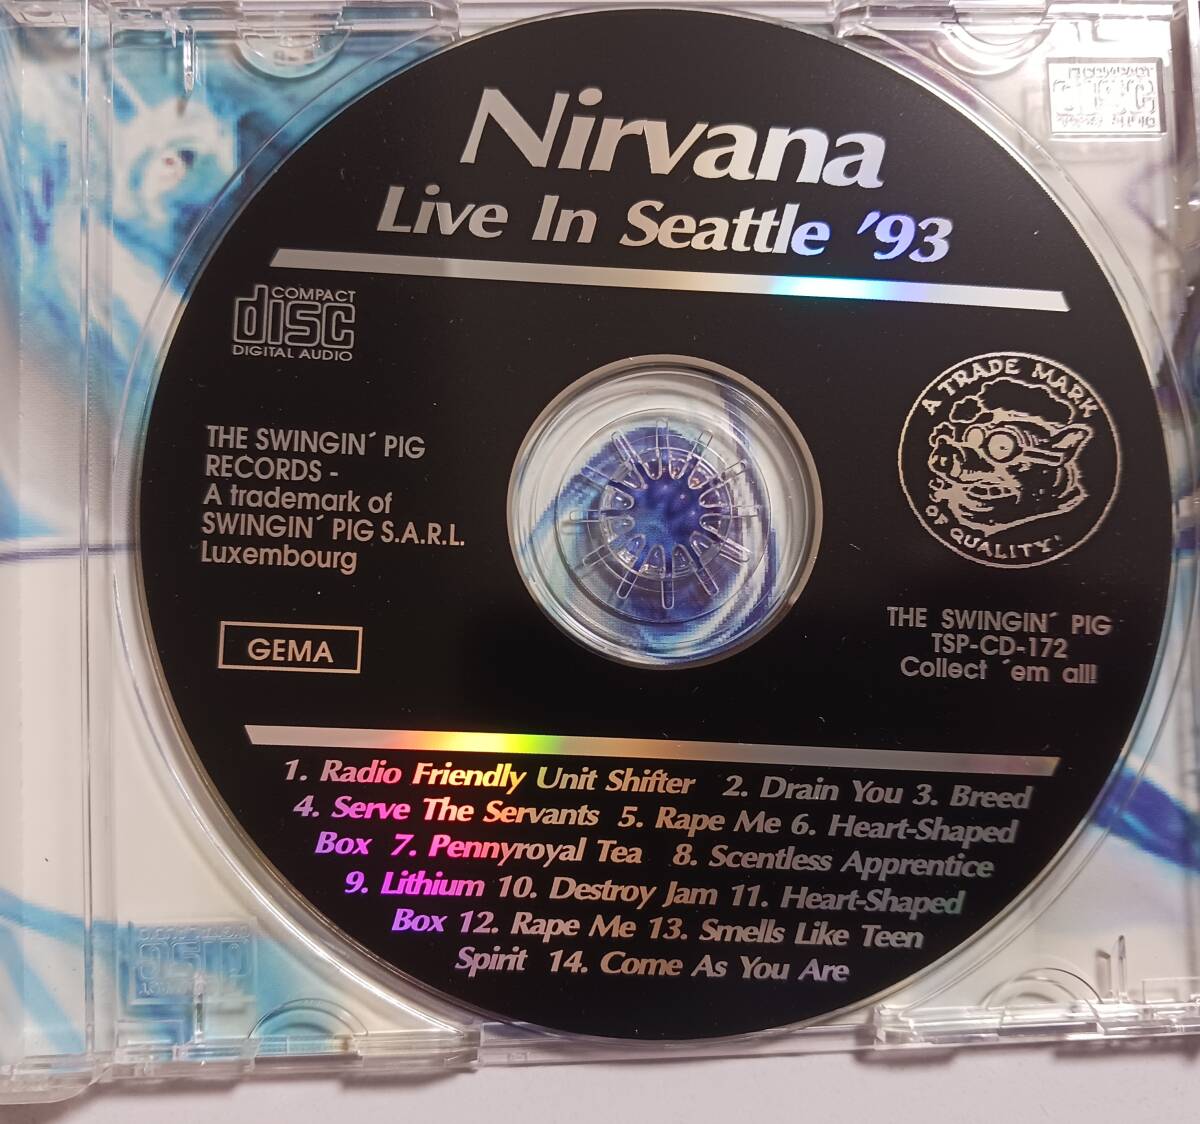 Nirvana
Live In Seattle '93
COMPACT
disc
DIGITAL AUDIO
A TRADE MARK
OF QUALITY!
THE SWINGIN´ PIG
RECORDS -
A trademark of
SWINGIN´ PIG S.A.R.L.
Luxembourg
GEMA
THE SWINGIN´ PIG
TSP-CD-172
Collect ´em all!
1. Radio Friendly Unit Shifter 2. Drain You 3. Breed
4. Serve The Servants 5. Rape Me 6. Heart-Shaped
Box 7. Pennyroyal Tea 8. Scentless Apprentice
9. Lithium 10. Destroy Jam 11. Heart-Shaped
Box 12. Rape Me 13. Smells Like Teen
Spirit 14. Come As You Are